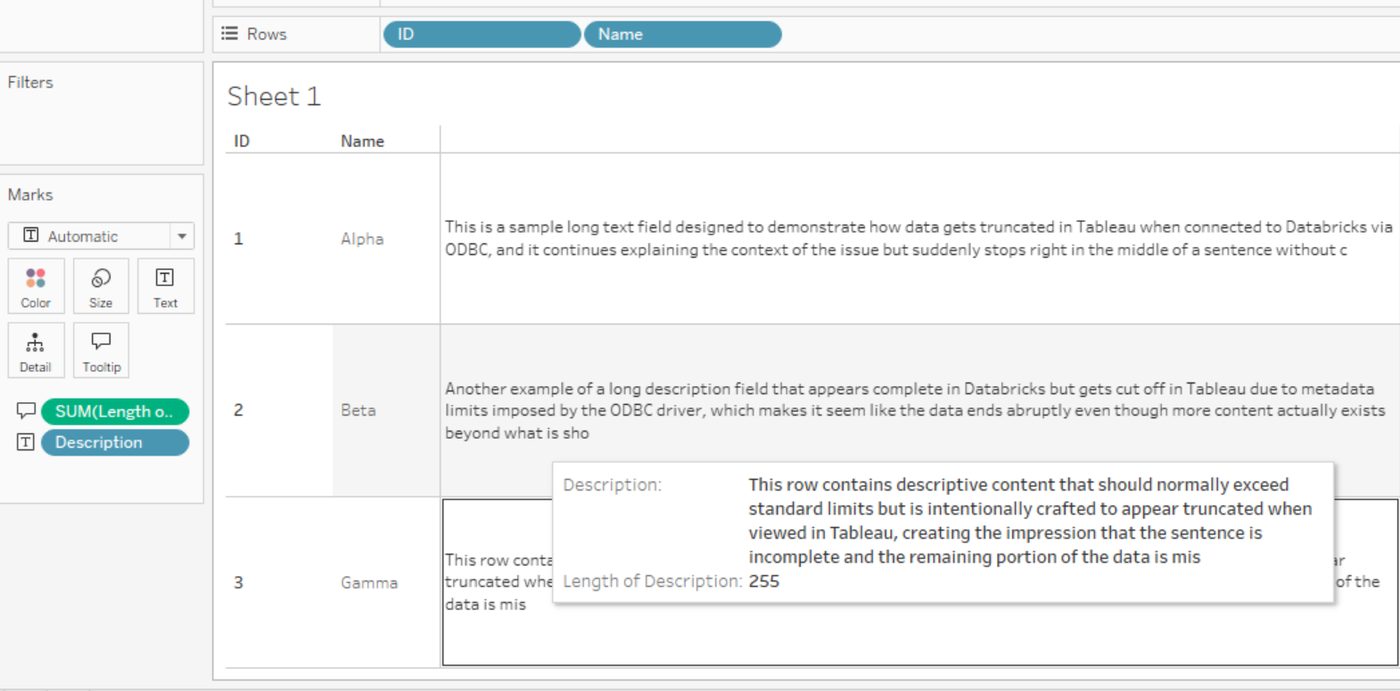 Rows
ID
Name
Filters
Sheet 1
ID
Name
Marks
Automatic
Color
Size
Text
Detail
Tooltip
SUM(Length o..
Description
1
Alpha
This is a sample long text field designed to demonstrate how data gets truncated in Tableau when connected to Databricks via
ODBC, and it continues explaining the context of the issue but suddenly stops right in the middle of a sentence without c
2
Beta
Another example of a long description field that appears complete in Databricks but gets cut off in Tableau due to metadata
limits imposed by the ODBC driver, which makes it seem like the data ends abruptly even though more content actually exists
beyond what is sho
3
Gamma
This row conta
ar
truncated whe
of the
data is mis
Description:
This row contains descriptive content that should normally exceed
standard limits but is intentionally crafted to appear truncated when
viewed in Tableau, creating the impression that the sentence is
incomplete and the remaining portion of the data is mis
Length of Description: 255